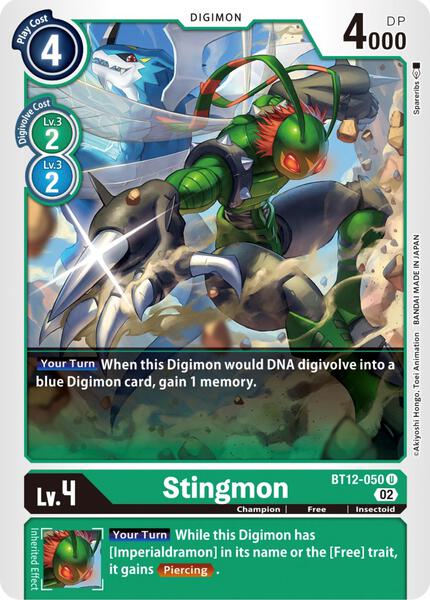 DIGIMON
Play Cost
4
4000
DP
Digivolve Cost
Lv.3
2
Lv.3
2
Spareribs
©Akiyoshi Hongo, Toei Animation BANDAI MADE IN JAPAN
Your Turn When this Digimon would DNA digivolve into a
blue Digimon card, gain 1 memory.
Lv.4
Stingmon
BT12-050 U
02
Champion | Free | Insectoid
Inherited Effect
Your Turn While this Digimon has
[Imperialdramon] in its name or the [Free] trait,
it gains Piercing .